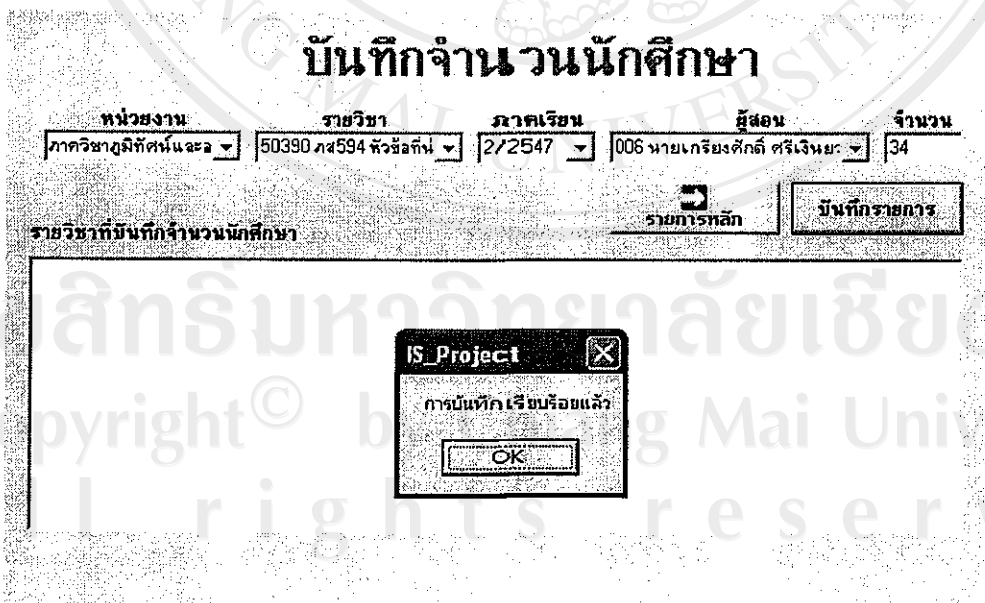 บันทึกจำนวนนักศึกษา
หน่วยงาน รายวิชา ภาคเรียน ผู้สอน จำนวน
ภาควิชาภูมิทัศน์และอ 50390 ภส594 หัวข้อที่น่ 2/2547 006 นายเกรียงศักดิ์ ศรีเงินยว 34
รายการหลัก บันทึกรายการ
รายวิชาที่บันทึกจำนวนนักศึกษา
IS_Project
การบันทึกเรียบร้อยแล้ว
OK
ลิขสิทธิ์มหาวิทยาลัยเชียง
opyright © by Chiang Mai Univ
l rights reser